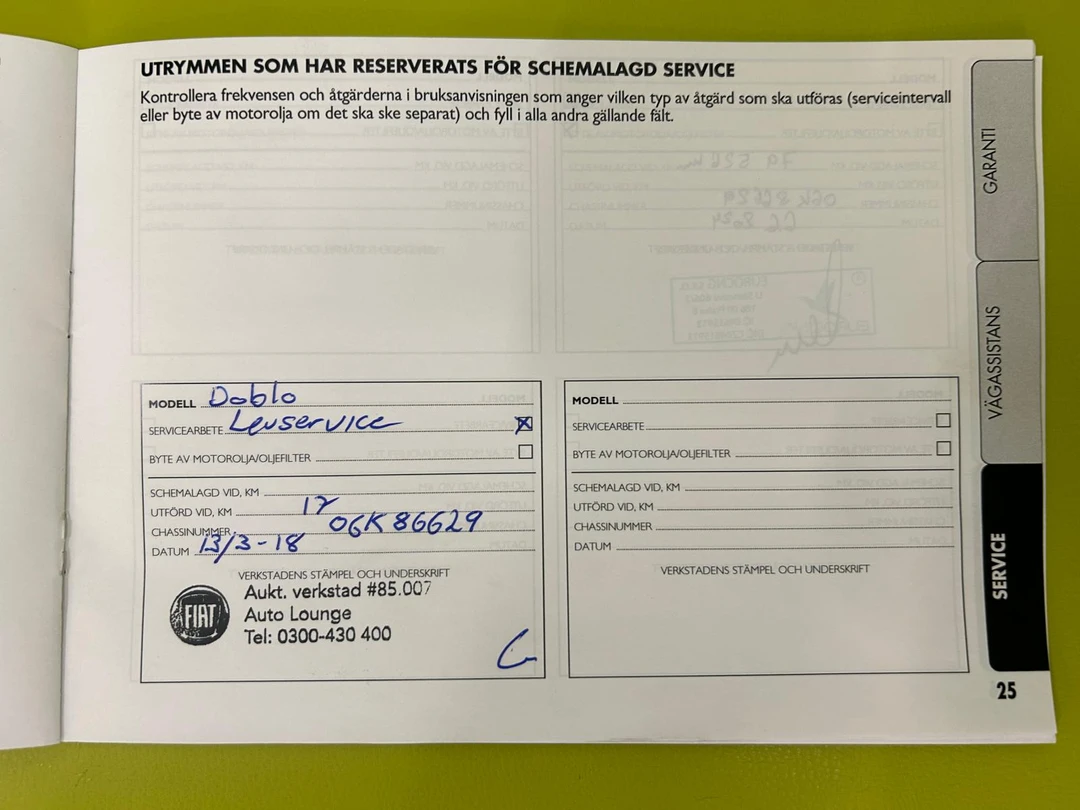 UTRYMMEN SOM HAR RESERVERATS FÖR SCHEMALAGD SERVICE
Kontrollera frekvensen och åtgärderna i bruksanvisningen som anger vilken typ av åtgärd som ska utföras (serviceintervall
eller byte av motorolja om det ska ske separat) och fyll i alla andra gällande fält.
MODELL Doblo
SERVICEARBETE Levservice X
BYTE AV MOTOROLJA/OLJEFILTER
SCHEMALAGD VID, KM
UTFÖRD VID, KM 17
CHASSINUMMER 06K86629
DATUM 13/3-18
VERKSTADENS STÄMPEL OCH UNDERSKRIFT
FIAT
Aukt. verkstad #85.007
Auto Lounge
Tel: 0300-430 400
MODELL
SERVICEARBETE
BYTE AV MOTOROLJA/OLJEFILTER
SCHEMALAGD VID, KM
UTFÖRD VID, KM
CHASSINUMMER
DATUM
VERKSTADENS STÄMPEL OCH UNDERSKRIFT
GARANTI
VÄGASSISTANS
SERVICE
25